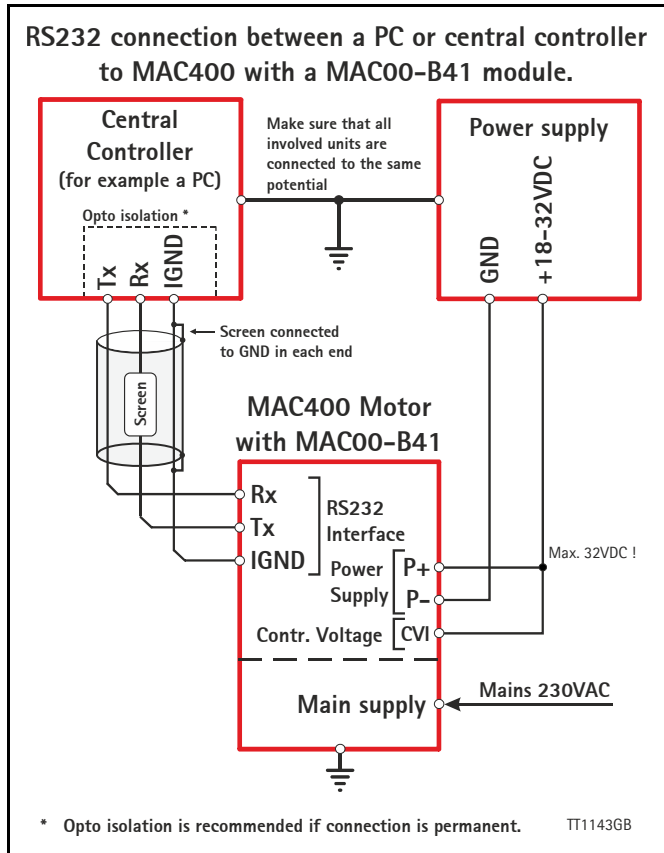 RS232 connection between a PC or central controller
to MAC400 with a MAC00-B41 module.
Central
Controller
(for example a PC)
Opto isolation *
Tx
Rx
IGND
Make sure that all
involved units are
connected to the same
potential
Power supply
GND
+18-32VDC
Screen connected
to GND in each end
Screen
MAC400 Motor
with MAC00-B41
Rx
Tx
IGND
RS232
Interface
Power
Supply
P+
P-
Max. 32VDC !
Contr. Voltage
CVI
Main supply
Mains 230VAC
* Opto isolation is recommended if connection is permanent.
TT1143GB